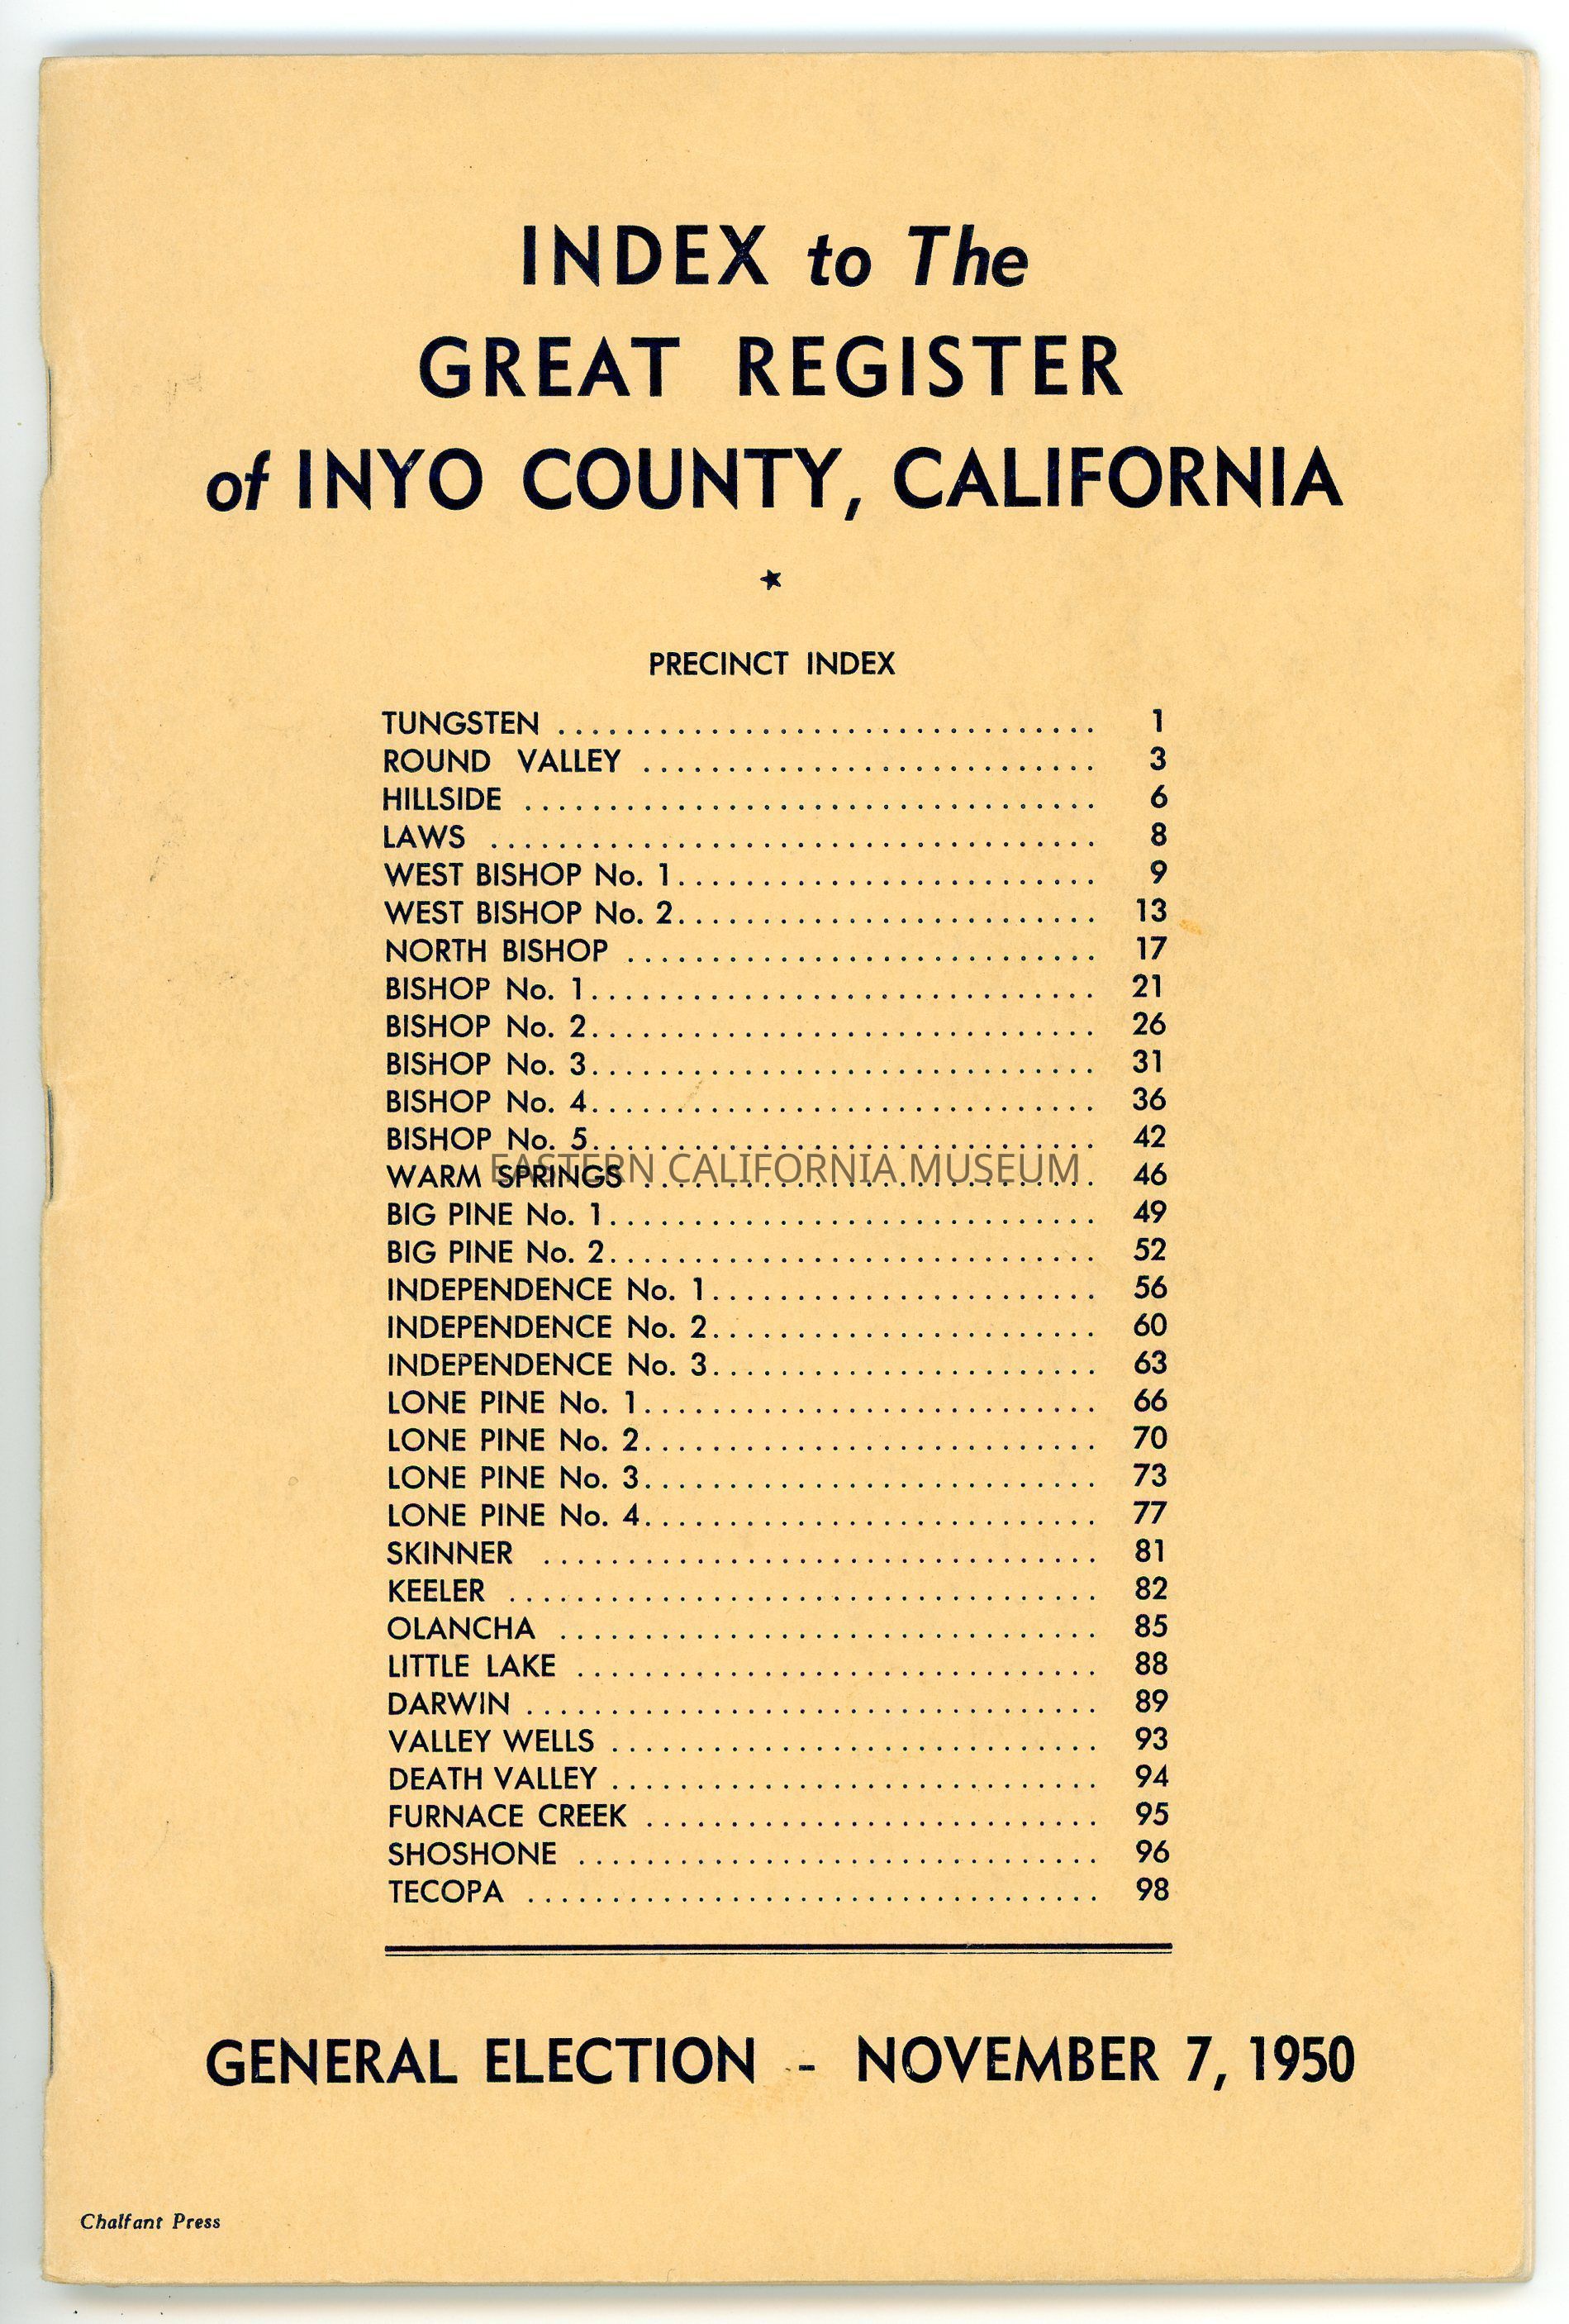 INDEX to The
GREAT REGISTER
of INYO COUNTY, CALIFORNIA
★
PRECINCT INDEX
TUNGSTEN ................................ 1
ROUND VALLEY ........................... 3
HILLSIDE .................................. 6
LAWS .................................... 8
WEST BISHOP No. 1......................... 9
WEST BISHOP No. 2......................... 13
NORTH BISHOP ............................ 17
BISHOP No. 1.............................. 21
BISHOP No. 2.............................. 26
BISHOP No. 3.............................. 31
BISHOP No. 4.............................. 36
BISHOP No. 5.............................. 42
EASTERN CALIFORNIA MUSEUM
WARM SPRINGS ........................... 46
BIG PINE No. 1............................. 49
BIG PINE No. 2............................. 52
INDEPENDENCE No. 1....................... 56
INDEPENDENCE No. 2....................... 60
INDEPENDENCE No. 3....................... 63
LONE PINE No. 1........................... 66
LONE PINE No. 2........................... 70
LONE PINE No. 3........................... 73
LONE PINE No. 4........................... 77
SKINNER ................................. 81
KEELER ................................... 82
OLANCHA ................................ 85
LITTLE LAKE ............................... 88
DARWIN .................................. 89
VALLEY WELLS ............................. 93
DEATH VALLEY ............................. 94
FURNACE CREEK ........................... 95
SHOSHONE ............................... 96
TECOPA .................................. 98
GENERAL ELECTION - NOVEMBER 7, 1950
Chalfant Press